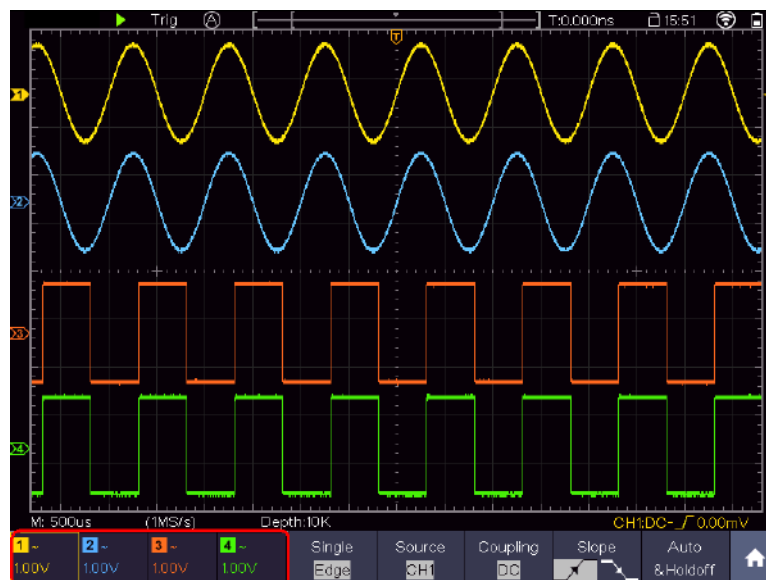 Trig A T:0.000ns 15:51
T
1
2
3
4
M: 500us (1MS/s) Depth:10K CH1:DC- 0.00mV
1 ~ 2 ~ 3 ~ 4 ~ Single Source Coupling Slope Auto
1.00V 1.00V 1.00V 1.00V Edge CH1 DC &Holdoff